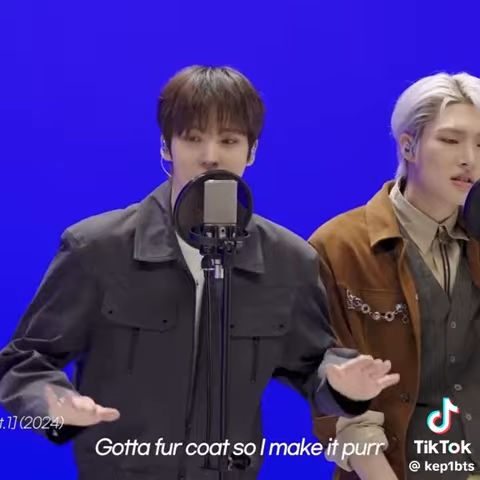 t.1] (2024)
Gotta fur coat so I make it purr
TikTok
@ kep1bts